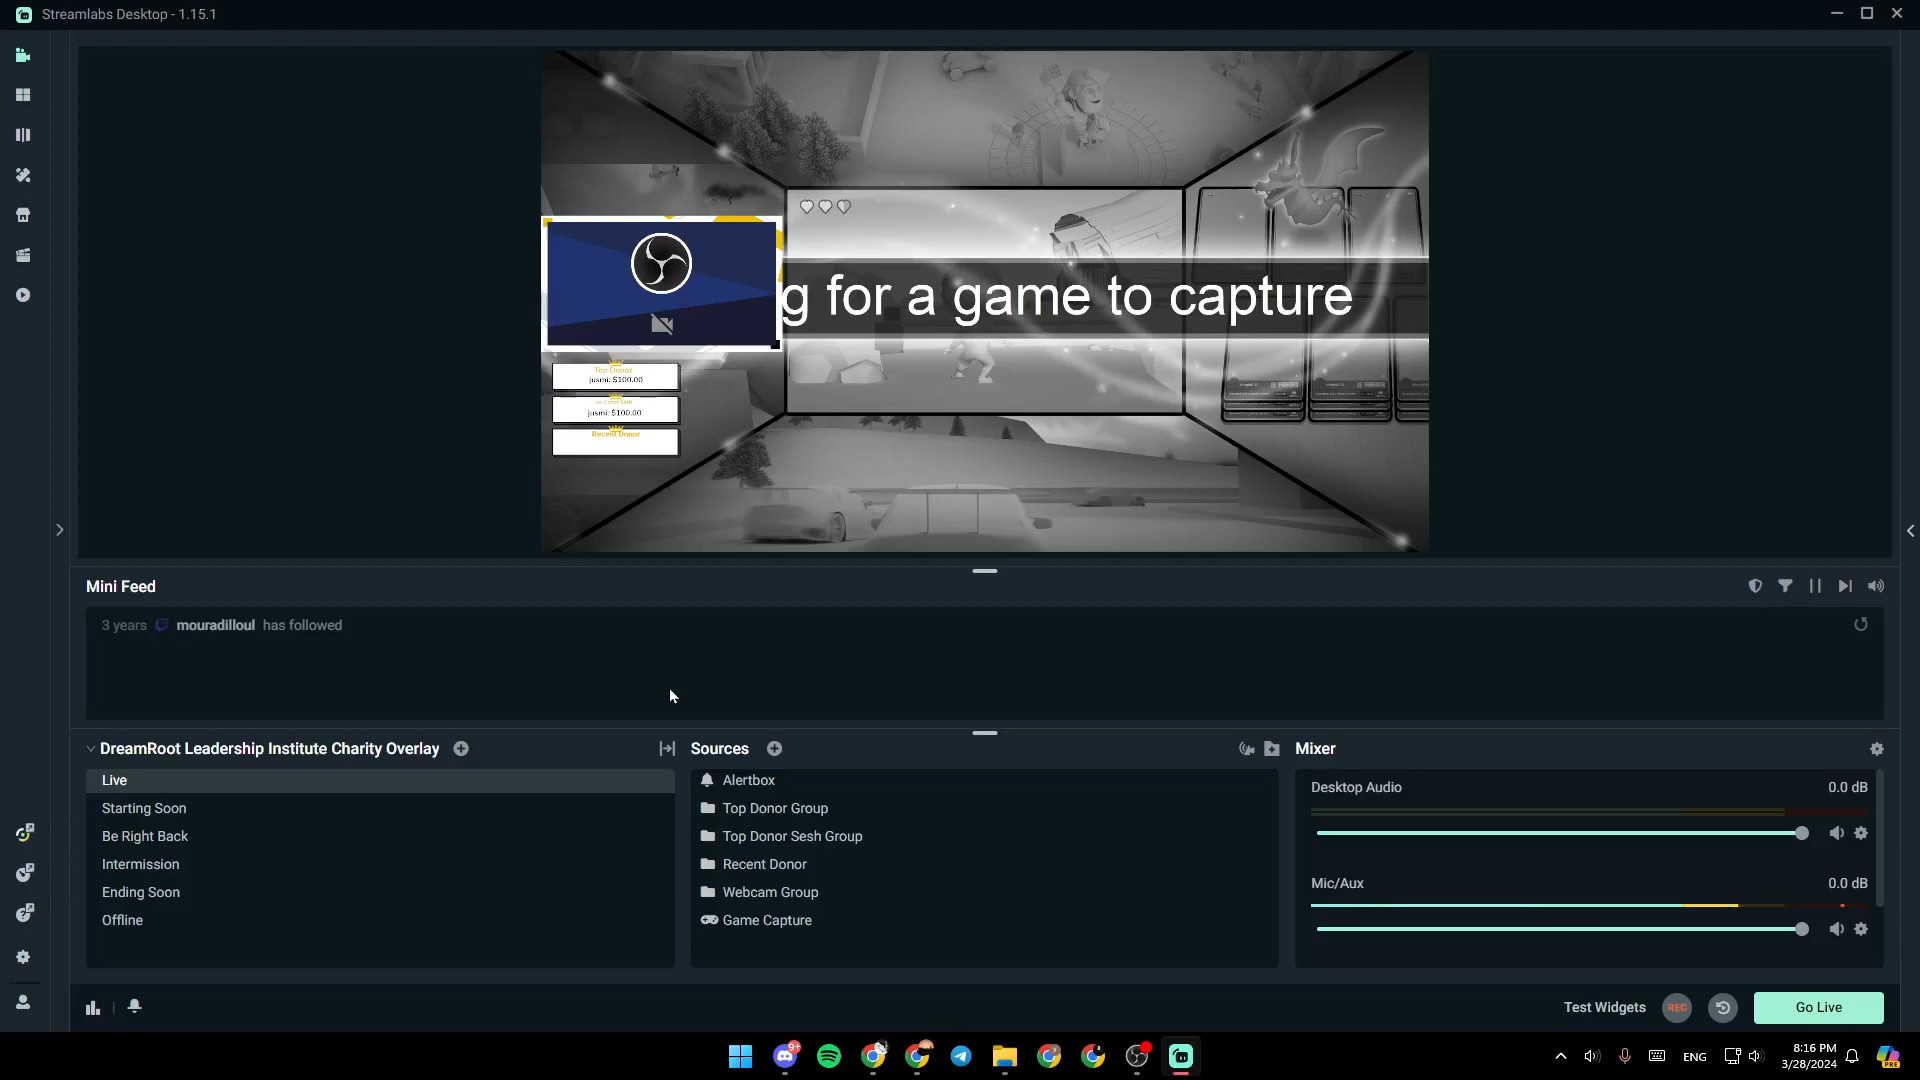 Streamlabs Desktop - 1.15.1
g for a game to capture
Top Donor
jusmi: $100.00
jusmi: $100.00
Recent Donor
Mini Feed
3 years mouradilloul has followed
DreamRoot Leadership Institute Charity Overlay
Live
Starting Soon
Be Right Back
Intermission
Ending Soon
Offline
Sources
Alertbox
Top Donor Group
Top Donor Sesh Group
Recent Donor
Webcam Group
Game Capture
Mixer
Desktop Audio 0.0 dB
Mic/Aux 0.0 dB
Test Widgets
REC
Go Live
9+
ENG
8:16 PM
3/28/2024
PRE